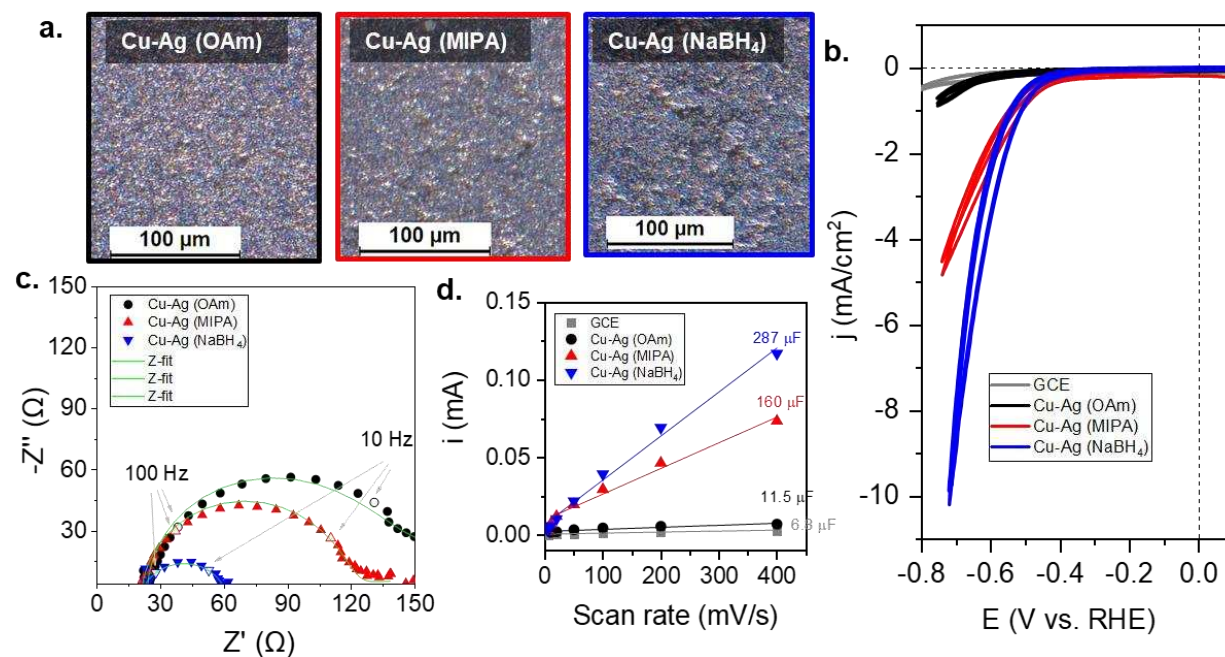 a.
Cu-Ag (OAm)
Cu-Ag (MIPA)
Cu-Ag (NaBH₄)
100 µm
100 µm
100 µm
b.
0
-2
-4
-6
-8
-10
j (mA/cm²)
GCE
Cu-Ag (OAm)
Cu-Ag (MIPA)
Cu-Ag (NaBH₄)
-0.8
-0.6
-0.4
-0.2
0.0
E (V vs. RHE)
c.
150
120
90
60
30
-Z'' (Ω)
Cu-Ag (OAm)
Cu-Ag (MIPA)
Cu-Ag (NaBH₄)
Z-fit
Z-fit
Z-fit
100 Hz
10 Hz
0
30
60
90
120
150
Z' (Ω)
d.
0.15
0.10
0.05
0.00
i (mA)
GCE
Cu-Ag (OAm)
Cu-Ag (MIPA)
Cu-Ag (NaBH₄)
287 µF
160 µF
11.5 µF
6.3 µF
0
100
200
300
400
Scan rate (mV/s)